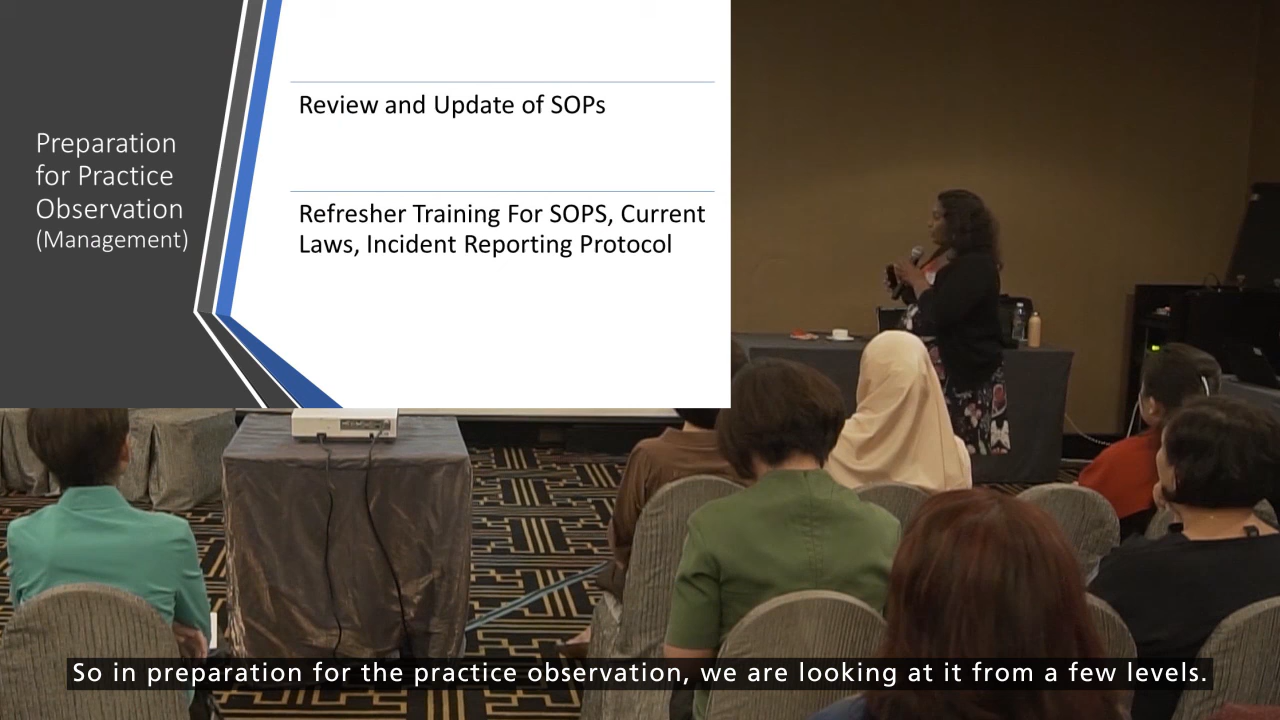 Preparation
for Practice
Observation
(Management)
Review and Update of SOPs
Refresher Training For SOPS, Current
Laws, Incident Reporting Protocol
So in preparation for the practice observation, we are looking at it from a few levels.